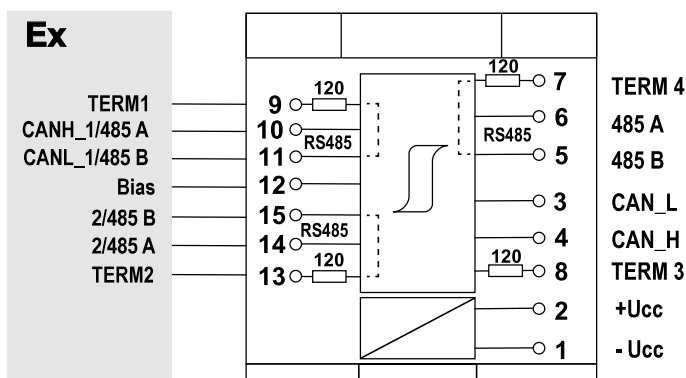 Ex
120
7 TERM 4
TERM1 9 120
6 485 A
CANH_1/485 A 10
RS485
RS485
CANL_1/485 B 11
5 485 B
Bias 12
3 CAN_L
2/485 B 15
RS485
4 CAN_H
2/485 A 14
120
120
8 TERM 3
TERM2 13
2 +Ucc
1 - Ucc